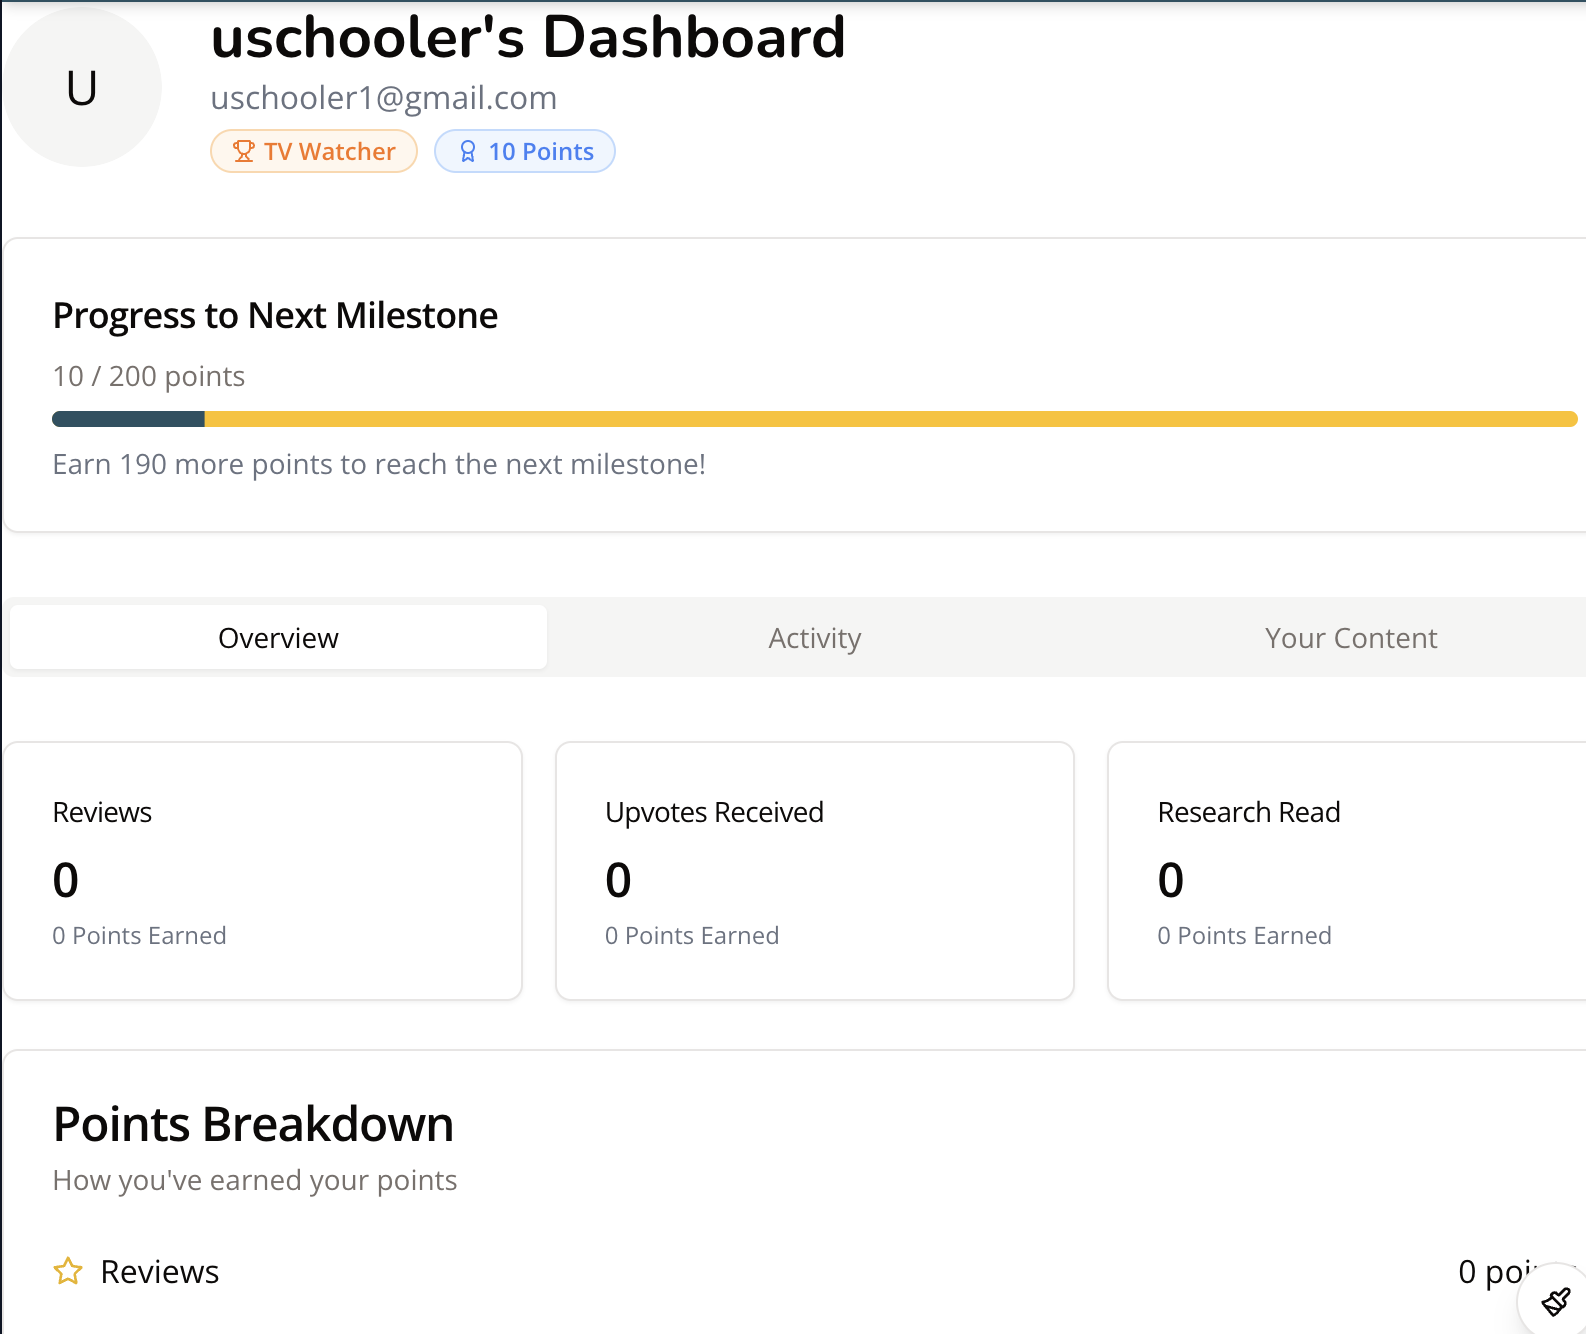 U
uschooler's Dashboard
uschooler1@gmail.com
TV Watcher
10 Points
Progress to Next Milestone
10 / 200 points
Earn 190 more points to reach the next milestone!
Overview
Activity
Your Content
Reviews
0
0 Points Earned
Upvotes Received
0
0 Points Earned
Research Read
0
0 Points Earned
Points Breakdown
How you've earned your points
Reviews
0